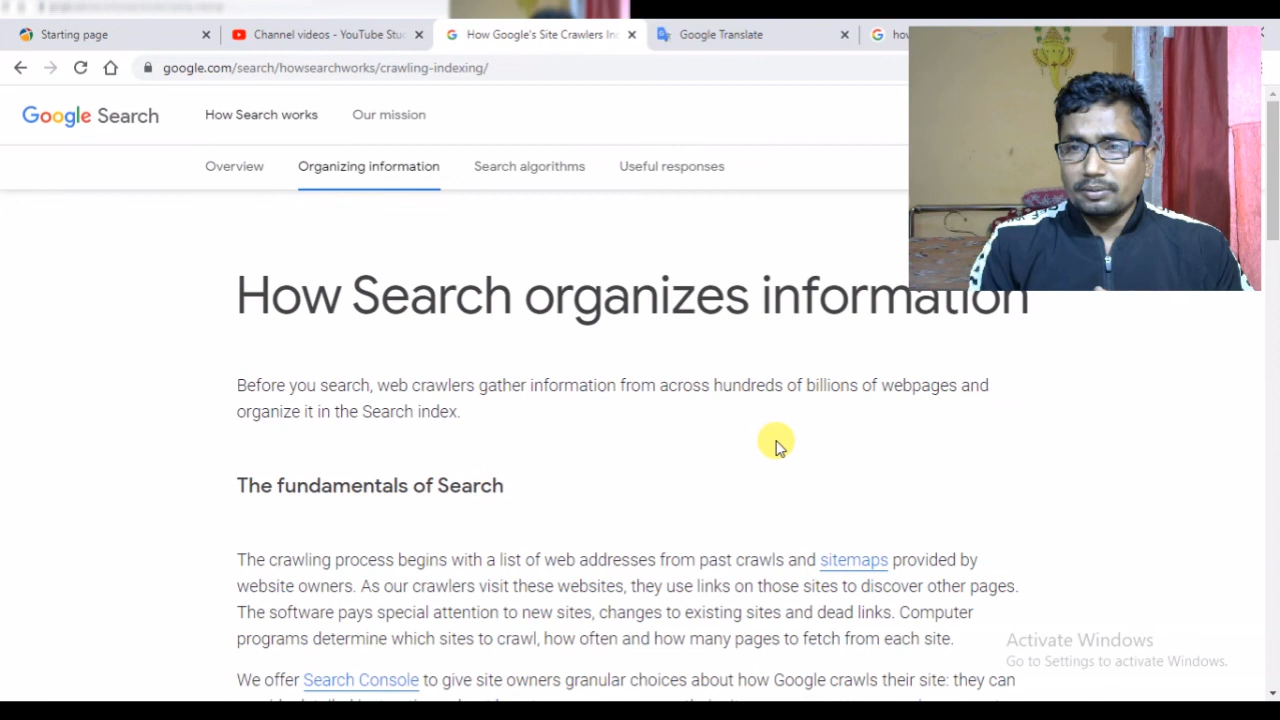 Starting page
Channel videos - YouTube Stu
How Google's Site Crawlers In
Google Translate
google.com/search/howsearchworks/crawling-indexing/
Google Search
How Search works
Our mission
Overview
Organizing information
Search algorithms
Useful responses
How Search organizes information
Before you search, web crawlers gather information from across hundreds of billions of webpages and
organize it in the Search index.
The fundamentals of Search
The crawling process begins with a list of web addresses from past crawls and sitemaps provided by
website owners. As our crawlers visit these websites, they use links on those sites to discover other pages.
The software pays special attention to new sites, changes to existing sites and dead links. Computer
programs determine which sites to crawl, how often and how many pages to fetch from each site.
Activate Windows
Go to Settings to activate Windows.
We offer Search Console to give site owners granular choices about how Google crawls their site: they can